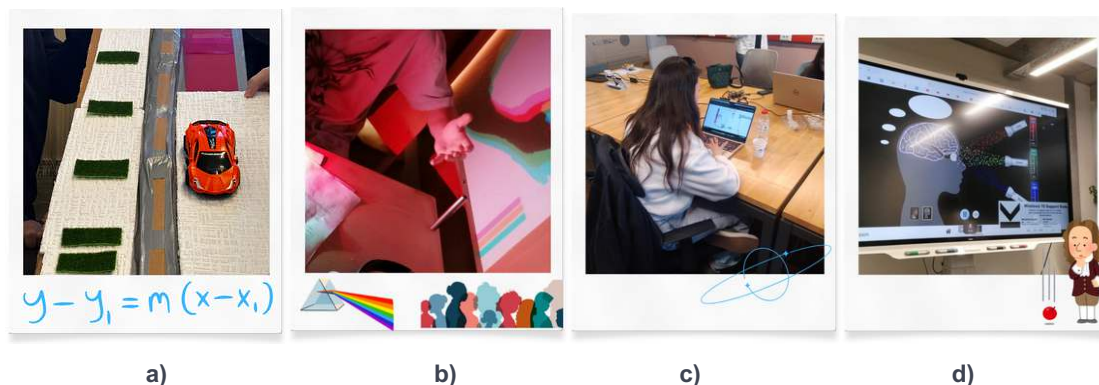 y - y₁ = m (x - x₁)
a)
b)
c)
d)